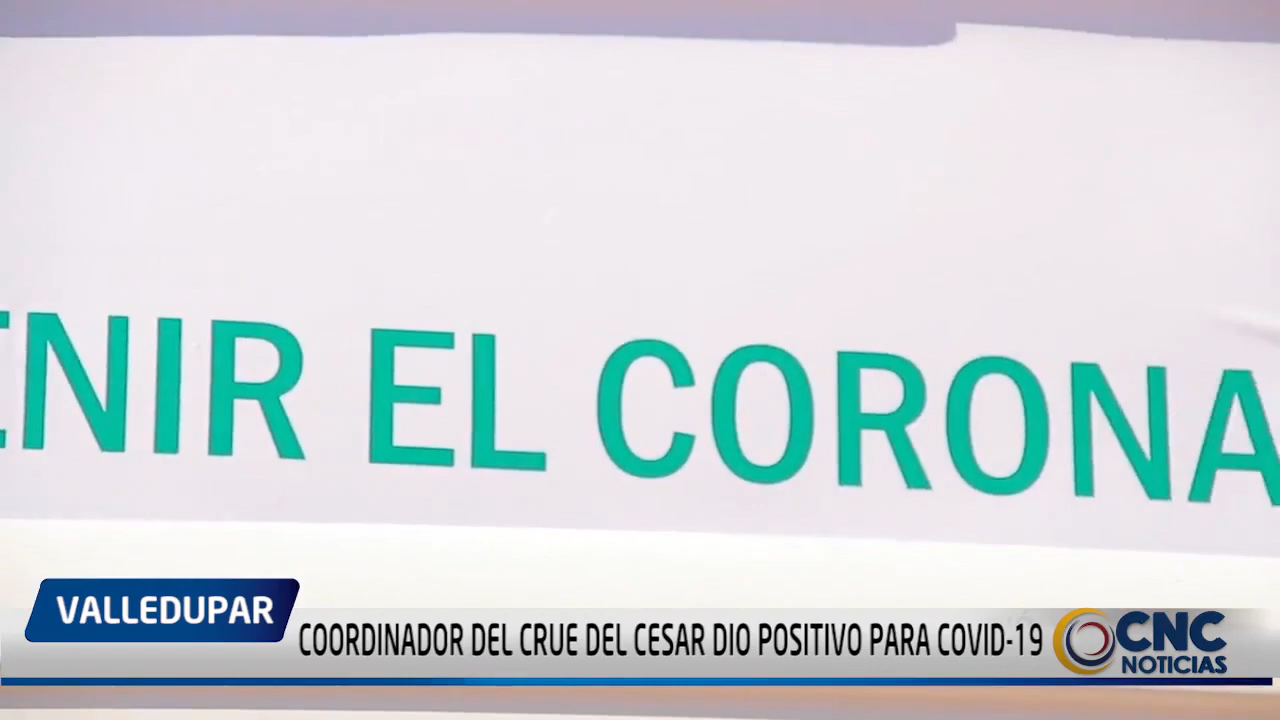 ENIR EL CORONA
VALLEDUPAR
COORDINADOR DEL CRUE DEL CESAR DIO POSITIVO PARA COVID-19
CNC
NOTICIAS